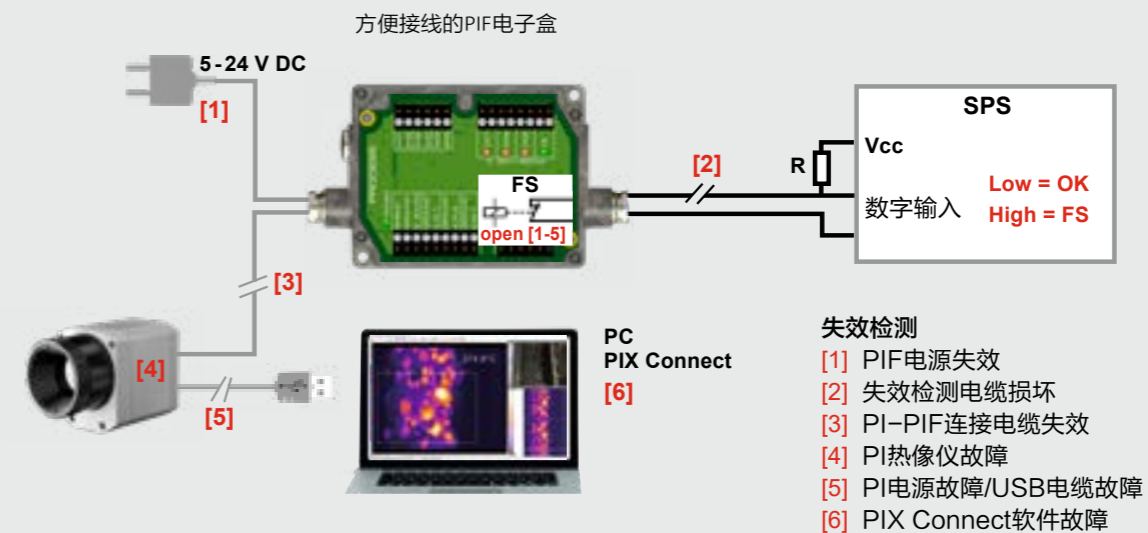 方便接线的PIF电子盒
5-24 V DC
[1]
FS
open [1-5]
[2]
SPS
Vcc
R
数字输入
Low = OK
High = FS
[3]
[4]
[5]
PC
PIX Connect
[6]
失效检测
[1] PIF电源失效
[2] 失效检测电缆损坏
[3] PI-PIF连接电缆失效
[4] PI热像仪故障
[5] PI电源故障/USB电缆故障
[6] PIX Connect软件故障